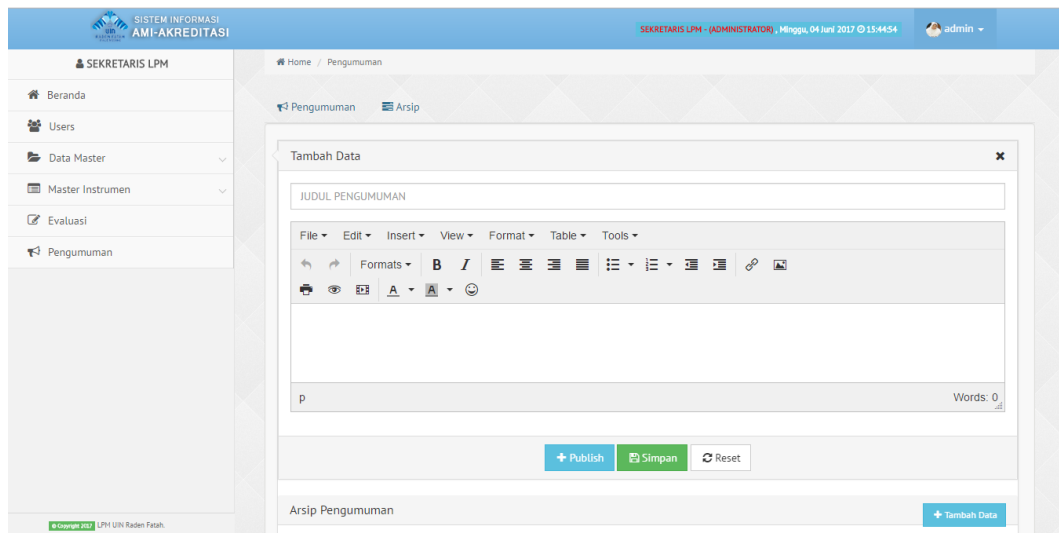 SISTEM INFORMASI
AMI-AKREDITASI
SEKRETARIS LPM - (ADMINISTRATOR) , Minggu, 04 Juni 2017 15:44:54
admin
SEKRETARIS LPM
Home / Pengumuman
Beranda
Pengumuman Arsip
Users
Data Master
Tambah Data
Master Instrumen
JUDUL PENGUMUMAN
Evaluasi
File Edit Insert View Format Table Tools
Pengumuman
Formats B I
A A
p Words: 0
Publish Simpan Reset
Arsip Pengumuman
Tambah Data
© Copyright 2017 LPM UIN Raden Fatah.